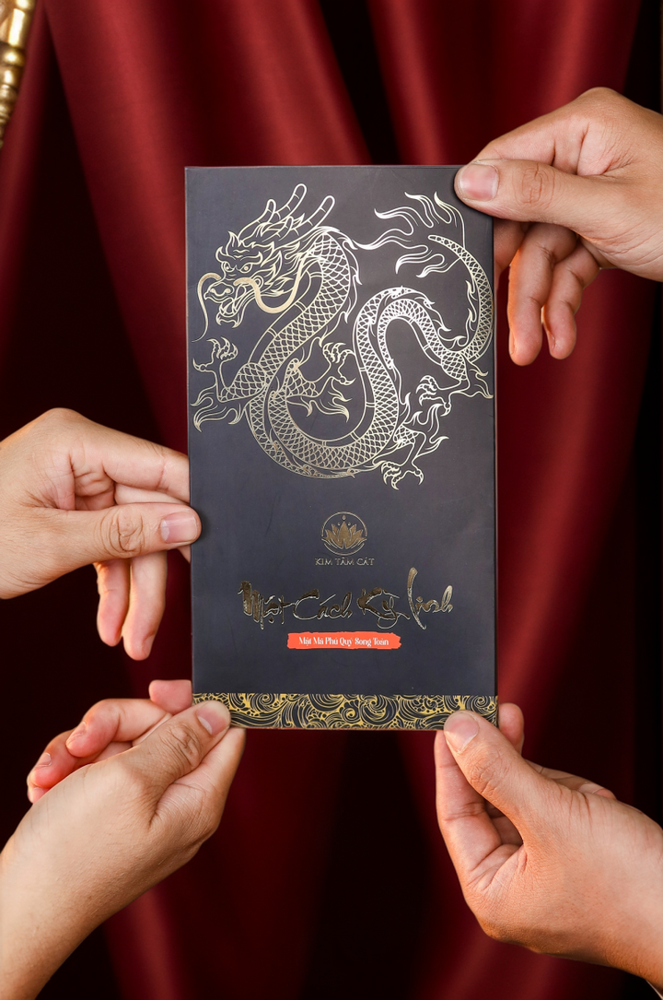 KIM TÂM CÁT
Mật Cách Kỳ Linh
Mật Mã Phú Quý Song Toàn